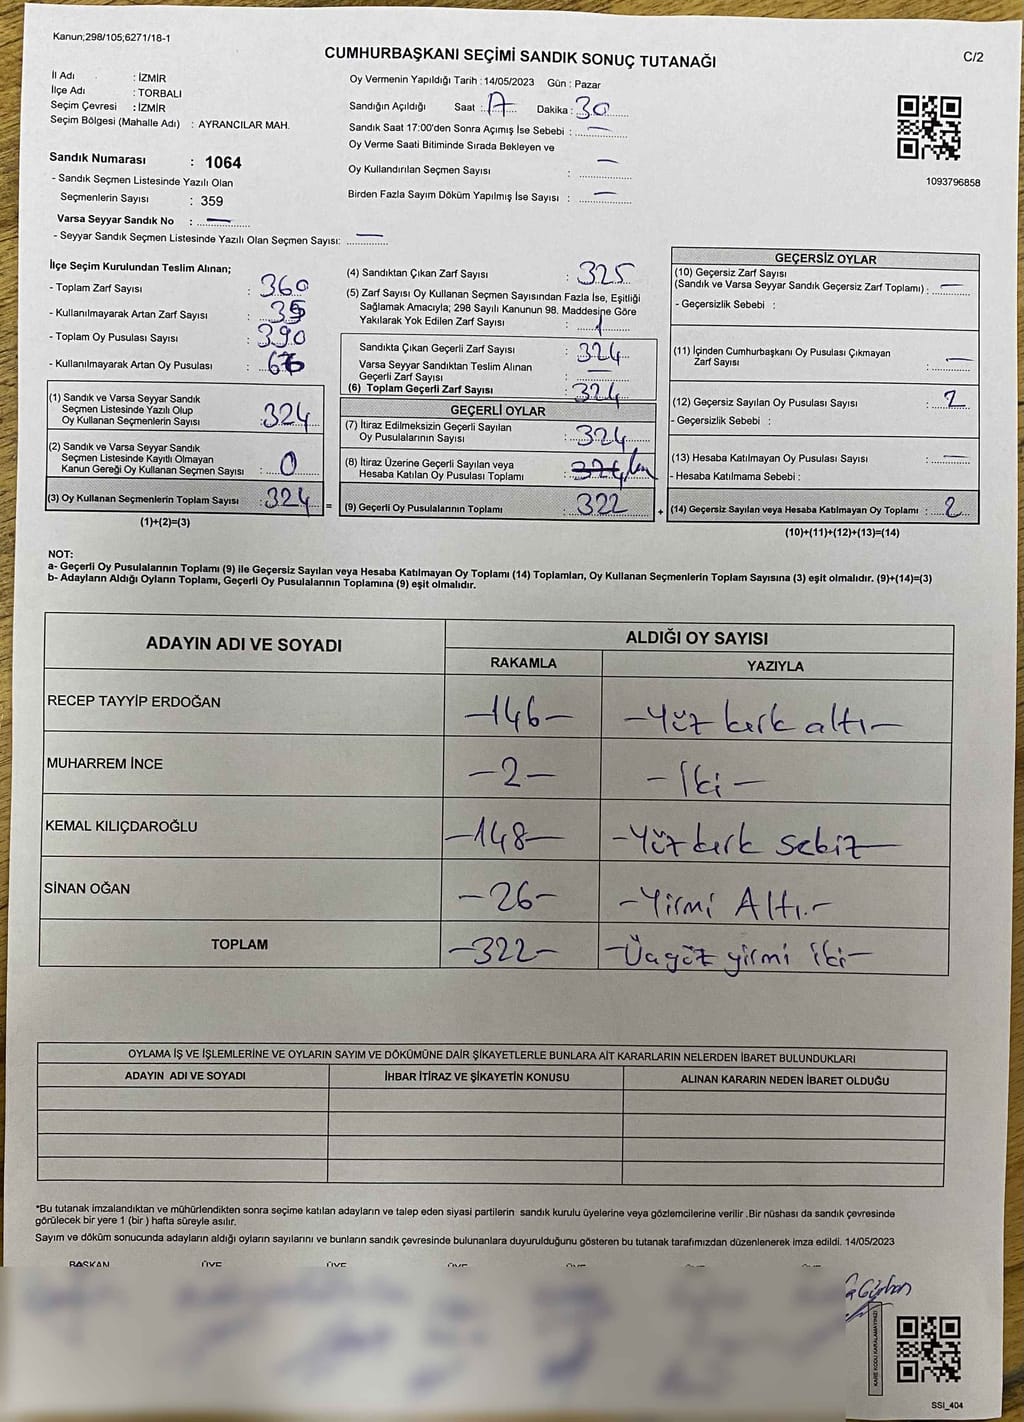 Kanun;298/105;6271/18-1
CUMHURBAŞKANI SEÇİMİ SANDIK SONUÇ TUTANAĞI
C/2
İl Adı : İZMİR
İlçe Adı : TORBALI
Seçim Çevresi : İZMİR
Seçim Bölgesi (Mahalle Adı) : AYRANCILAR MAH.
Oy Vermenin Yapıldığı Tarih : 14/05/2023 Gün : Pazar
Sandığın Açıldığı Saat : 17 Dakika : 30
Sandık Saat 17:00'den Sonra Açımış İse Sebebi : —
Oy Verme Saati Bitiminde Sırada Bekleyen ve
Oy Kullandırılan Seçmen Sayısı : —
Birden Fazla Sayım Döküm Yapılmış İse Sayısı : —
1093796858
Sandık Numarası : 1064
- Sandık Seçmen Listesinde Yazılı Olan
Seçmenlerin Sayısı : 359
Varsa Seyyar Sandık No : —
- Seyyar Sandık Seçmen Listesinde Yazılı Olan Seçmen Sayısı: —
İlçe Seçim Kurulundan Teslim Alınan;
- Toplam Zarf Sayısı : 360
- Kullanılmayarak Artan Zarf Sayısı :
- Toplam Oy Pusulası Sayısı : 390
- Kullanılmayarak Artan Oy Pusulası :
(1) Sandık ve Varsa Seyyar Sandık
Seçmen Listesinde Yazılı Olup
Oy Kullanan Seçmenlerin Sayısı : 324
(2) Sandık ve Varsa Seyyar Sandık
Seçmen Listesinde Kayıtlı Olmayan
Kanun Gereği Oy Kullanan Seçmen Sayısı : 0
(3) Oy Kullanan Seçmenlerin Toplam Sayısı : 324 =
(1)+(2)=(3)
(4) Sandıktan Çıkan Zarf Sayısı : 325
(5) Zarf Sayısı Oy Kullanan Seçmen Sayısından Fazla İse, Eşitliği
Sağlamak Amacıyla; 298 Sayılı Kanunun 98. Maddesine Göre
Yakılarak Yok Edilen Zarf Sayısı : 1
Sandıkta Çıkan Geçerli Zarf Sayısı : 324
Varsa Seyyar Sandıktan Teslim Alınan
Geçerli Zarf Sayısı : —
(6) Toplam Geçerli Zarf Sayısı : 324
GEÇERLİ OYLAR
(7) İtiraz Edilmeksizin Geçerli Sayılan
Oy Pusulalarının Sayısı : 324
(8) İtiraz Üzerine Geçerli Sayılan veya
Hesaba Katılan Oy Pusulası Toplamı :
(9) Geçerli Oy Pusulalarının Toplamı : 322 +
GEÇERSİZ OYLAR
(10) Geçersiz Zarf Sayısı
(Sandık ve Varsa Seyyar Sandık Geçersiz Zarf Toplamı) : —
- Geçersizlik Sebebi :
(11) İçinden Cumhurbaşkanı Oy Pusulası Çıkmayan
Zarf Sayısı : —
(12) Geçersiz Sayılan Oy Pusulası Sayısı : 2
- Geçersizlik Sebebi :
(13) Hesaba Katılmayan Oy Pusulası Sayısı : —
- Hesaba Katılmama Sebebi :
(14) Geçersiz Sayılan veya Hesaba Katılmayan Oy Toplamı : 2
(10)+(11)+(12)+(13)=(14)
NOT:
a- Geçerli Oy Pusulalarının Toplamı (9) ile Geçersiz Sayılan veya Hesaba Katılmayan Oy Toplamı (14) Toplamları, Oy Kullanan Seçmenlerin Toplam Sayısına (3) eşit olmalıdır. (9)+(14)=(3)
b- Adayların Aldığı Oyların Toplamı, Geçerli Oy Pusulalarının Toplamına (9) eşit olmalıdır.
ADAYIN ADI VE SOYADI ALDIĞI OY SAYISI
RAKAMLA YAZIYLA
RECEP TAYYİP ERDOĞAN -146- -Yüz kırk altı-
MUHARREM İNCE -2- -İki-
KEMAL KILIÇDAROĞLU -148- -Yüz kırk sekiz-
SİNAN OĞAN -26- -Yirmi Altı-
TOPLAM -322- -Üçyüz yirmi iki-
OYLAMA İŞ VE İŞLEMLERİNE VE OYLARIN SAYIM VE DÖKÜMÜNE DAİR ŞİKAYETLERLE BUNLARA AİT KARARLARIN NELERDEN İBARET BULUNDUKLARI
ADAYIN ADI VE SOYADI İHBAR İTİRAZ VE ŞİKAYETİN KONUSU ALINAN KARARIN NEDEN İBARET OLDUĞU
*Bu tutanak imzalandıktan ve mühürlendikten sonra seçime katılan adayların ve talep eden siyasi partilerin sandık kurulu üyelerine veya gözlemcilerine verilir .Bir nüshası da sandık çevresinde
görülecek bir yere 1 (bir ) hafta süreyle asılır.
Sayım ve döküm sonucunda adayların aldığı oyların sayılarını ve bunların sandık çevresinde bulunanlara duyurulduğunu gösteren bu tutanak tarafımızdan düzenlenerek imza edildi. 14/05/2023
BAŞKAN ÜYE ÜYE
KARE KODU KARALAMAYINIZ!
SSI_404